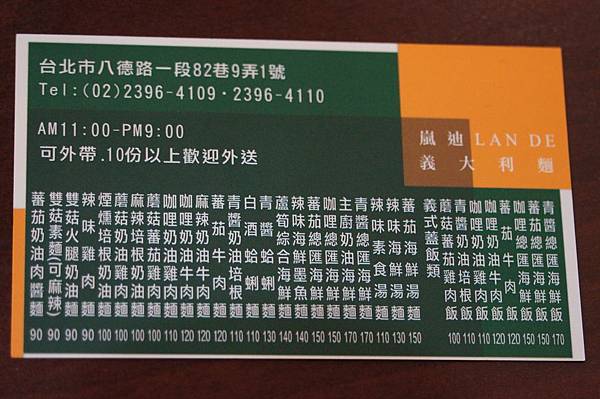 台北市八德路一段82巷9弄1號
Tel:(02)2396-4109·2396-4110
AM11:00-PM9:00
可外帶.10份以上歡迎外送
嵐迪 LAN DE
義大利麵
青醬總匯海鮮飯 170
蕃茄總匯海鮮飯 150
咖哩總匯海鮮飯 150
蕃茄牛肉飯 120
咖哩奶油牛肉飯 120
咖哩奶油雞肉飯 110
青醬奶油雞肉飯 110
蘑菇蕃茄雞肉飯 100
義式蓋飯類
蕃茄海鮮湯麵 150
辣味海鮮湯麵 130
辣味素食湯麵 110
青醬總匯海鮮麵 170
主廚奶油海鮮麵 170
咖哩總匯海鮮麵 150
蕃茄總匯海鮮麵 150
辣味海鮮墨魚麵 150
蘆筍綜合海鮮麵 130
青醬蛤蜊麵 130
白酒蛤蜊麵 120
青醬奶油培根麵 120
蕃茄牛肉麵 110
麻辣奶油牛肉麵 120
咖哩奶油牛肉麵 120
咖哩奶油雞肉麵 110
蘑菇蕃茄雞肉麵 100
麻辣奶油雞肉麵 100
蘑菇奶油雞肉麵 100
煙燻培根奶油麵 100
辣味雞肉麵 90
雙菇火腿奶油麵 90
雙菇素麵(可麻辣) 90
蕃茄奶油肉醬麵 90